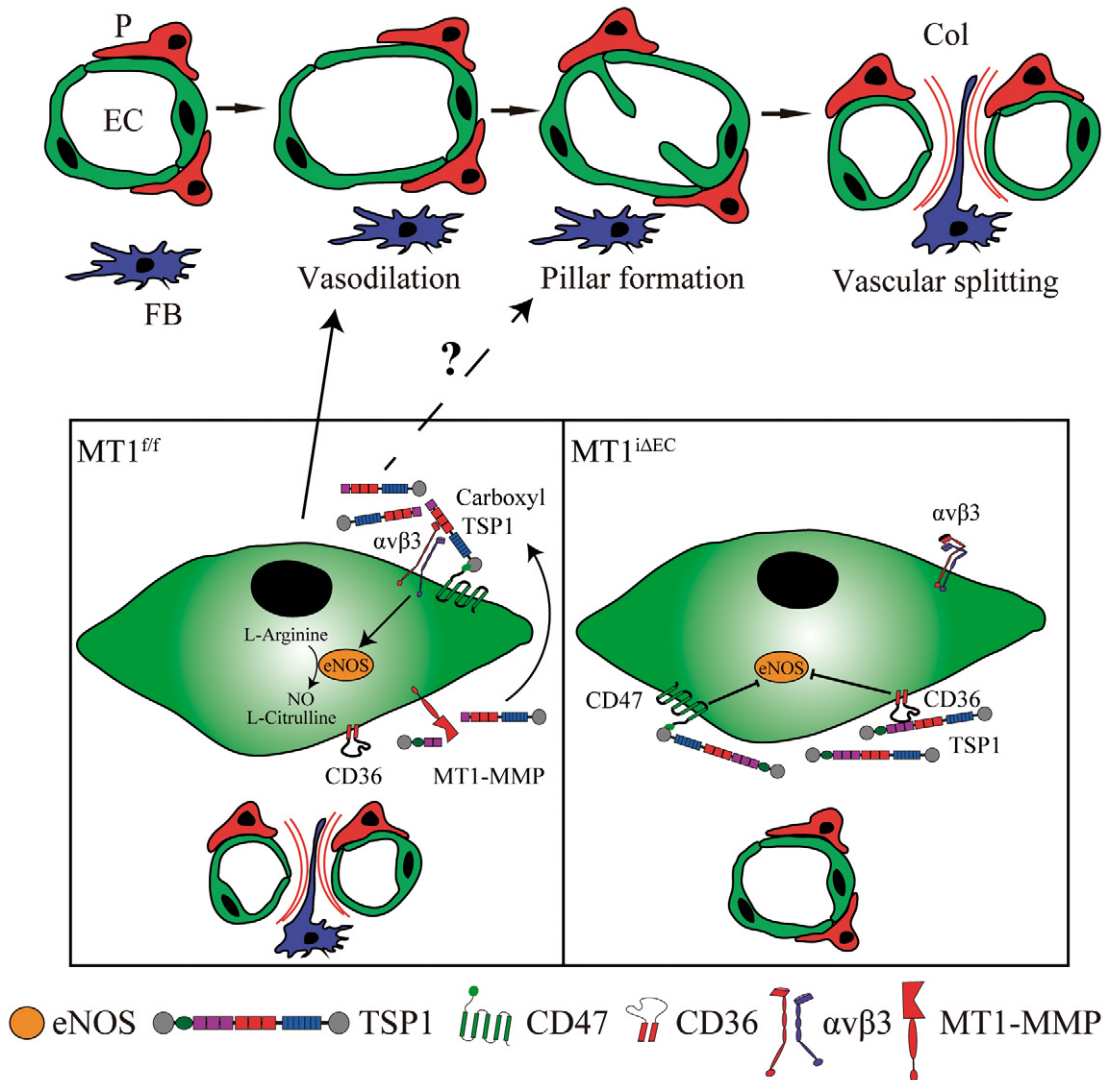 P
Col
EC
FB
Vasodilation
Pillar formation
Vascular splitting
?
MT1f/f
Carboxyl
TSP1
αvβ3
L-Arginine
eNOS
NO
L-Citrulline
CD36
MT1-MMP
MT1iΔEC
αvβ3
eNOS
CD47
CD36
TSP1
eNOS
TSP1
CD47
CD36
αvβ3
MT1-MMP